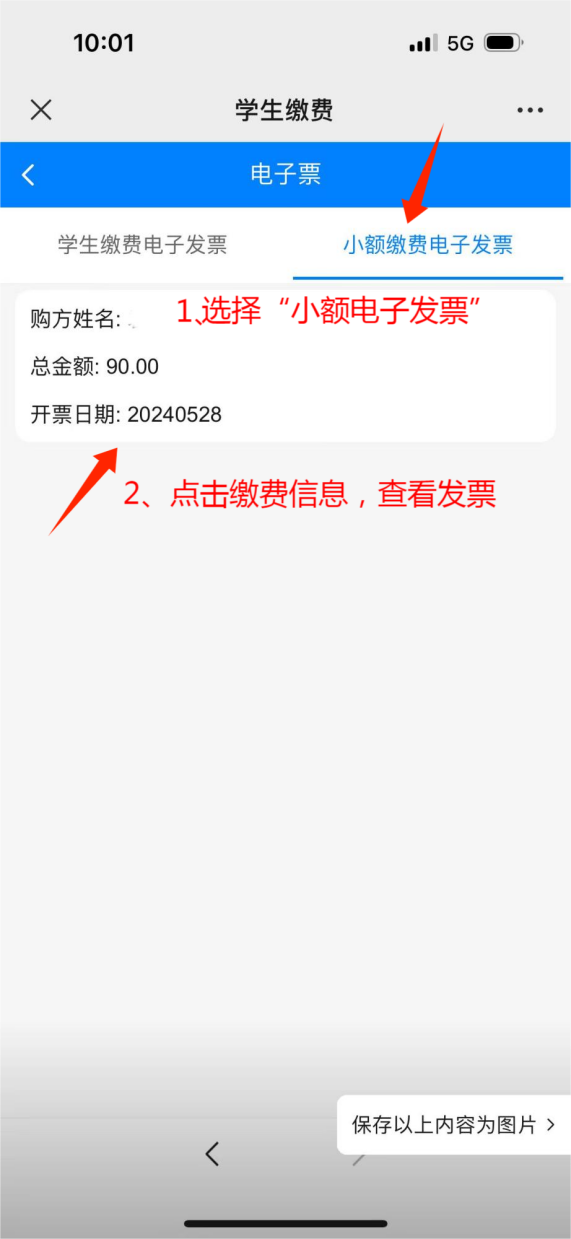 10:01
5G
学生缴费
电子票
学生缴费电子发票
小额缴费电子发票
购方姓名:
1、选择“小额电子发票”
总金额: 90.00
开票日期: 20240528
2、点击缴费信息，查看发票
保存以上内容为图片